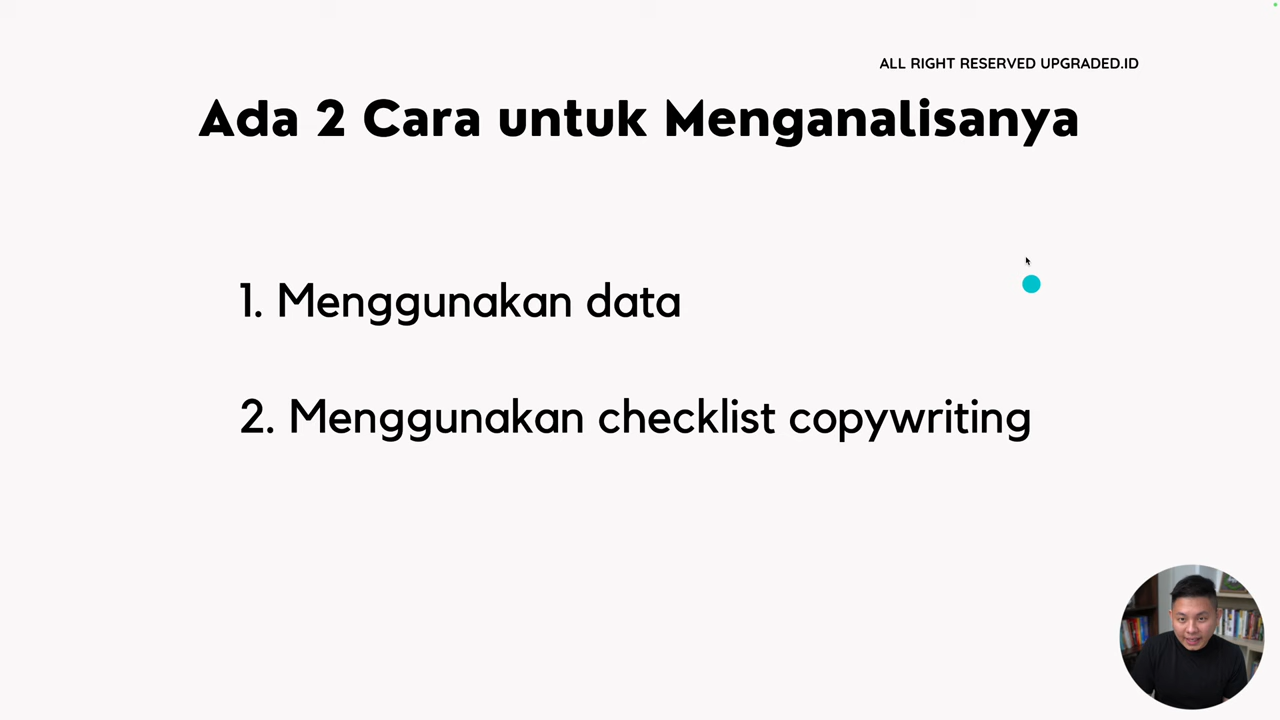 ALL RIGHT RESERVED UPGRADED.ID
Ada 2 Cara untuk Menganalisanya
1. Menggunakan data
2. Menggunakan checklist copywriting